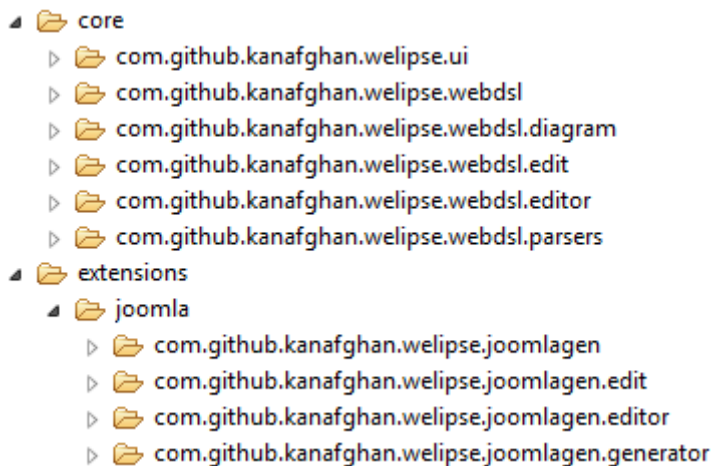 core
com.github.kanafghan.welipse.ui
com.github.kanafghan.welipse.webdsl
com.github.kanafghan.welipse.webdsl.diagram
com.github.kanafghan.welipse.webdsl.edit
com.github.kanafghan.welipse.webdsl.editor
com.github.kanafghan.welipse.webdsl.parsers
extensions
joomla
com.github.kanafghan.welipse.joomlagen
com.github.kanafghan.welipse.joomlagen.edit
com.github.kanafghan.welipse.joomlagen.editor
com.github.kanafghan.welipse.joomlagen.generator